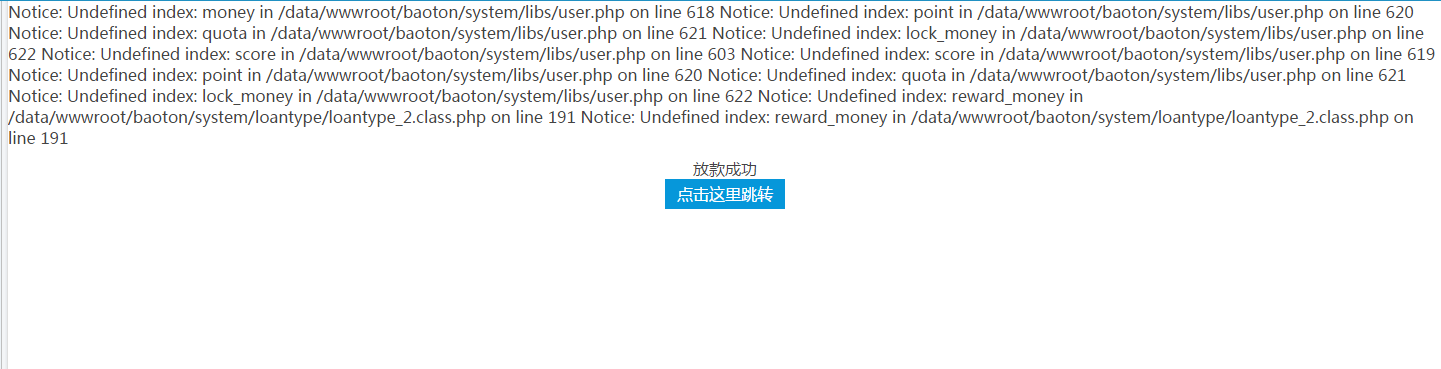 Notice: Undefined index: money in /data/wwwroot/baoton/system/libs/user.php on line 618 Notice: Undefined index: point in /data/wwwroot/baoton/system/libs/user.php on line 620
Notice: Undefined index: quota in /data/wwwroot/baoton/system/libs/user.php on line 621 Notice: Undefined index: lock_money in /data/wwwroot/baoton/system/libs/user.php on line
622 Notice: Undefined index: score in /data/wwwroot/baoton/system/libs/user.php on line 603 Notice: Undefined index: score in /data/wwwroot/baoton/system/libs/user.php on line 619
Notice: Undefined index: point in /data/wwwroot/baoton/system/libs/user.php on line 620 Notice: Undefined index: quota in /data/wwwroot/baoton/system/libs/user.php on line 621
Notice: Undefined index: lock_money in /data/wwwroot/baoton/system/libs/user.php on line 622 Notice: Undefined index: reward_money in
/data/wwwroot/baoton/system/loantype/loantype_2.class.php on line 191 Notice: Undefined index: reward_money in /data/wwwroot/baoton/system/loantype/loantype_2.class.php on
line 191
放款成功
点击这里跳转